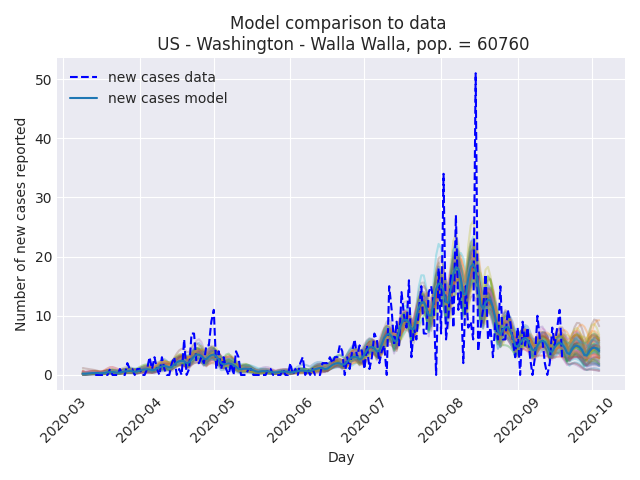 Model comparison to data
US - Washington - Walla Walla, pop. = 60760
new cases data
new cases model
Number of new cases reported
50
40
30
20
10
0
2020-03
2020-04
2020-05
2020-06
2020-07
2020-08
2020-09
2020-10
Day